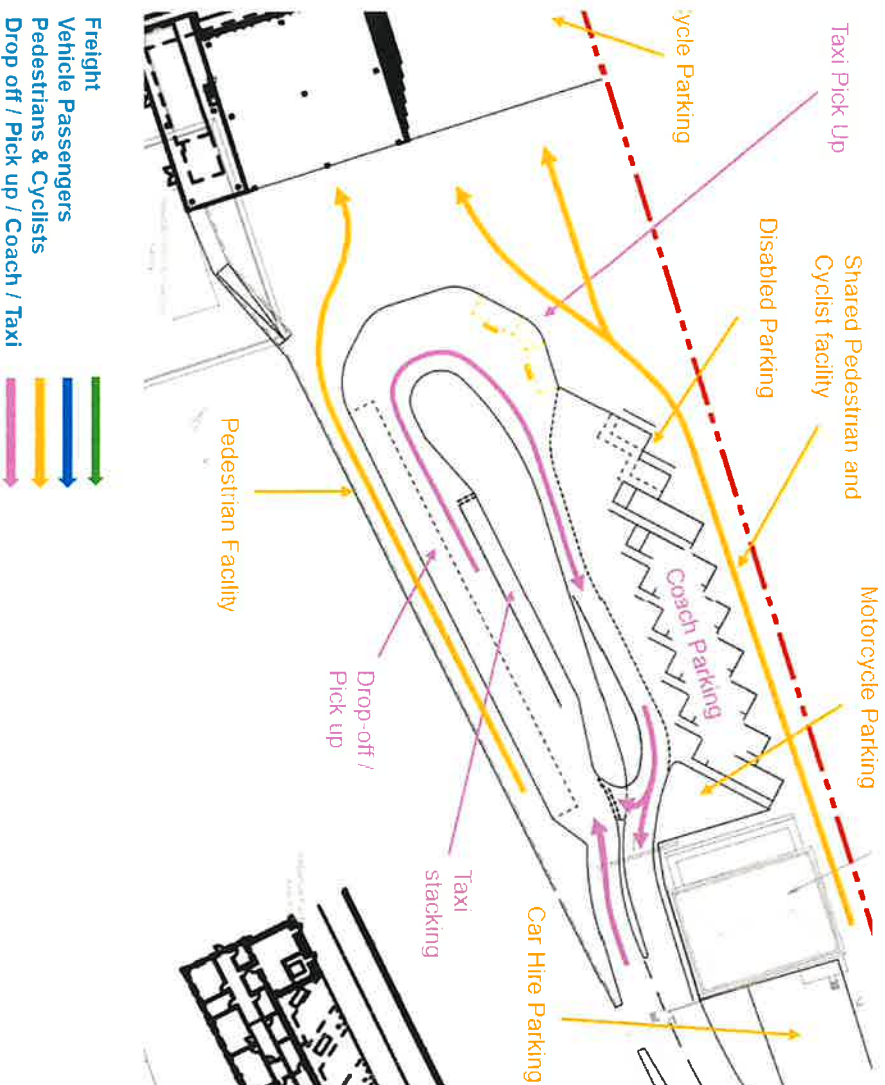 Taxi Pick Up
ycle Parking
Shared Pedestrian and
Cyclist facility
Disabled Parking
Motorcycle Parking
Coach Parking
Pedestrian Facility
Drop-off /
Pick up
Taxi
stacking
Car Hire Parking
Freight
Vehicle Passengers
Pedestrians & Cyclists
Drop off / Pick up / Coach / Taxi